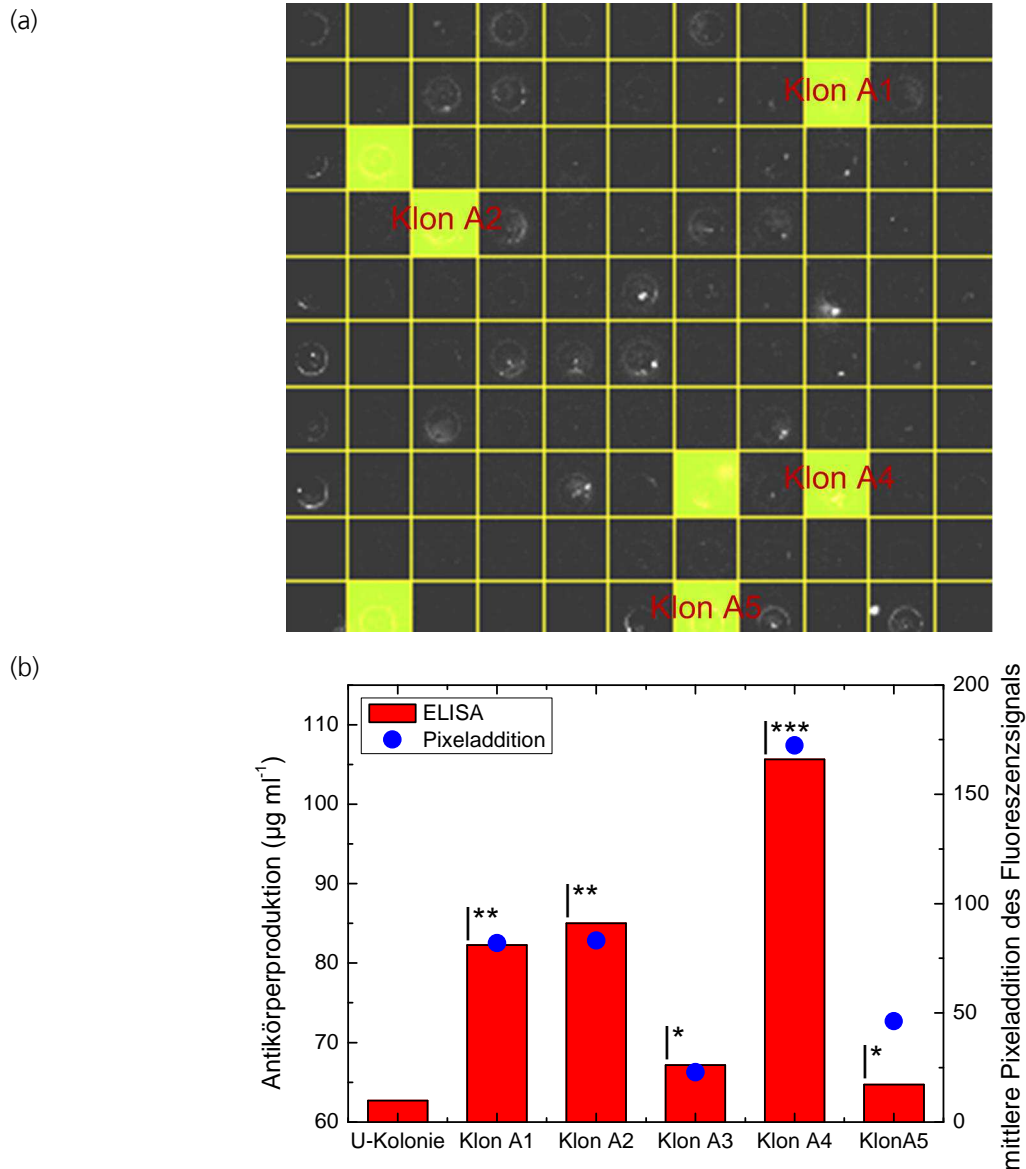 (a)
Klon A1
Klon A2
Klon A4
Klon A5
(b)
ELISA
Pixeladdition
Antikörperproduktion (µg ml⁻¹)
110
100
90
80
70
60
**
**
*
***
*
200
150
100
50
0
mittlere Pixeladdition des Fluoreszenzsignals
U-Kolonie Klon A1 Klon A2 Klon A3 Klon A4 KlonA5